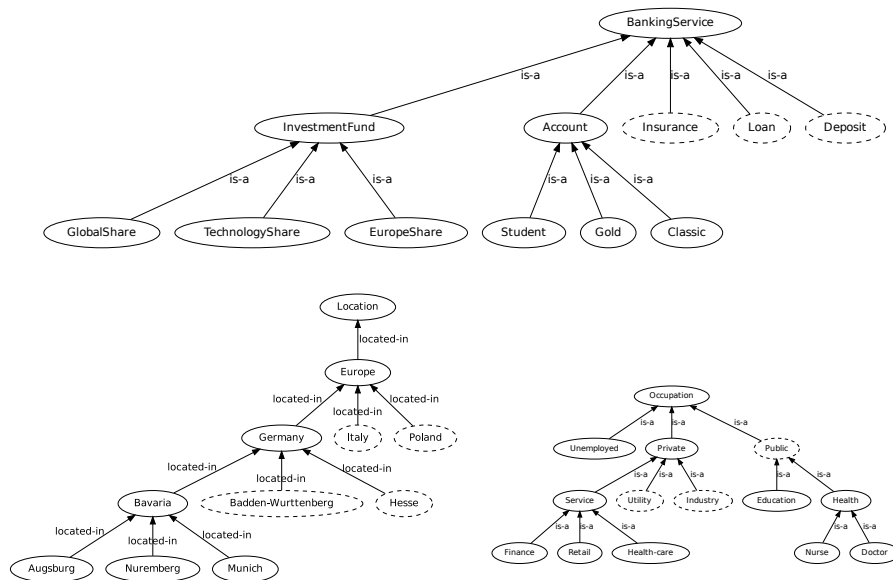 BankingService
is-a is-a is-a is-a is-a
InvestmentFund Account Insurance Loan Deposit
is-a is-a is-a is-a is-a is-a
GlobalShare TechnologyShare EuropeShare Student Gold Classic
Location
located-in
Europe
located-in located-in located-in
Germany Italy Poland
located-in located-in located-in
Bavaria Badden-Wurttenberg Hesse
located-in located-in located-in
Augsburg Nuremberg Munich
Occupation
is-a is-a is-a
Unemployed Private Public
is-a is-a is-a is-a is-a
Service Utility Industry Education Health
is-a is-a is-a is-a is-a
Finance Retail Health-care Nurse Doctor